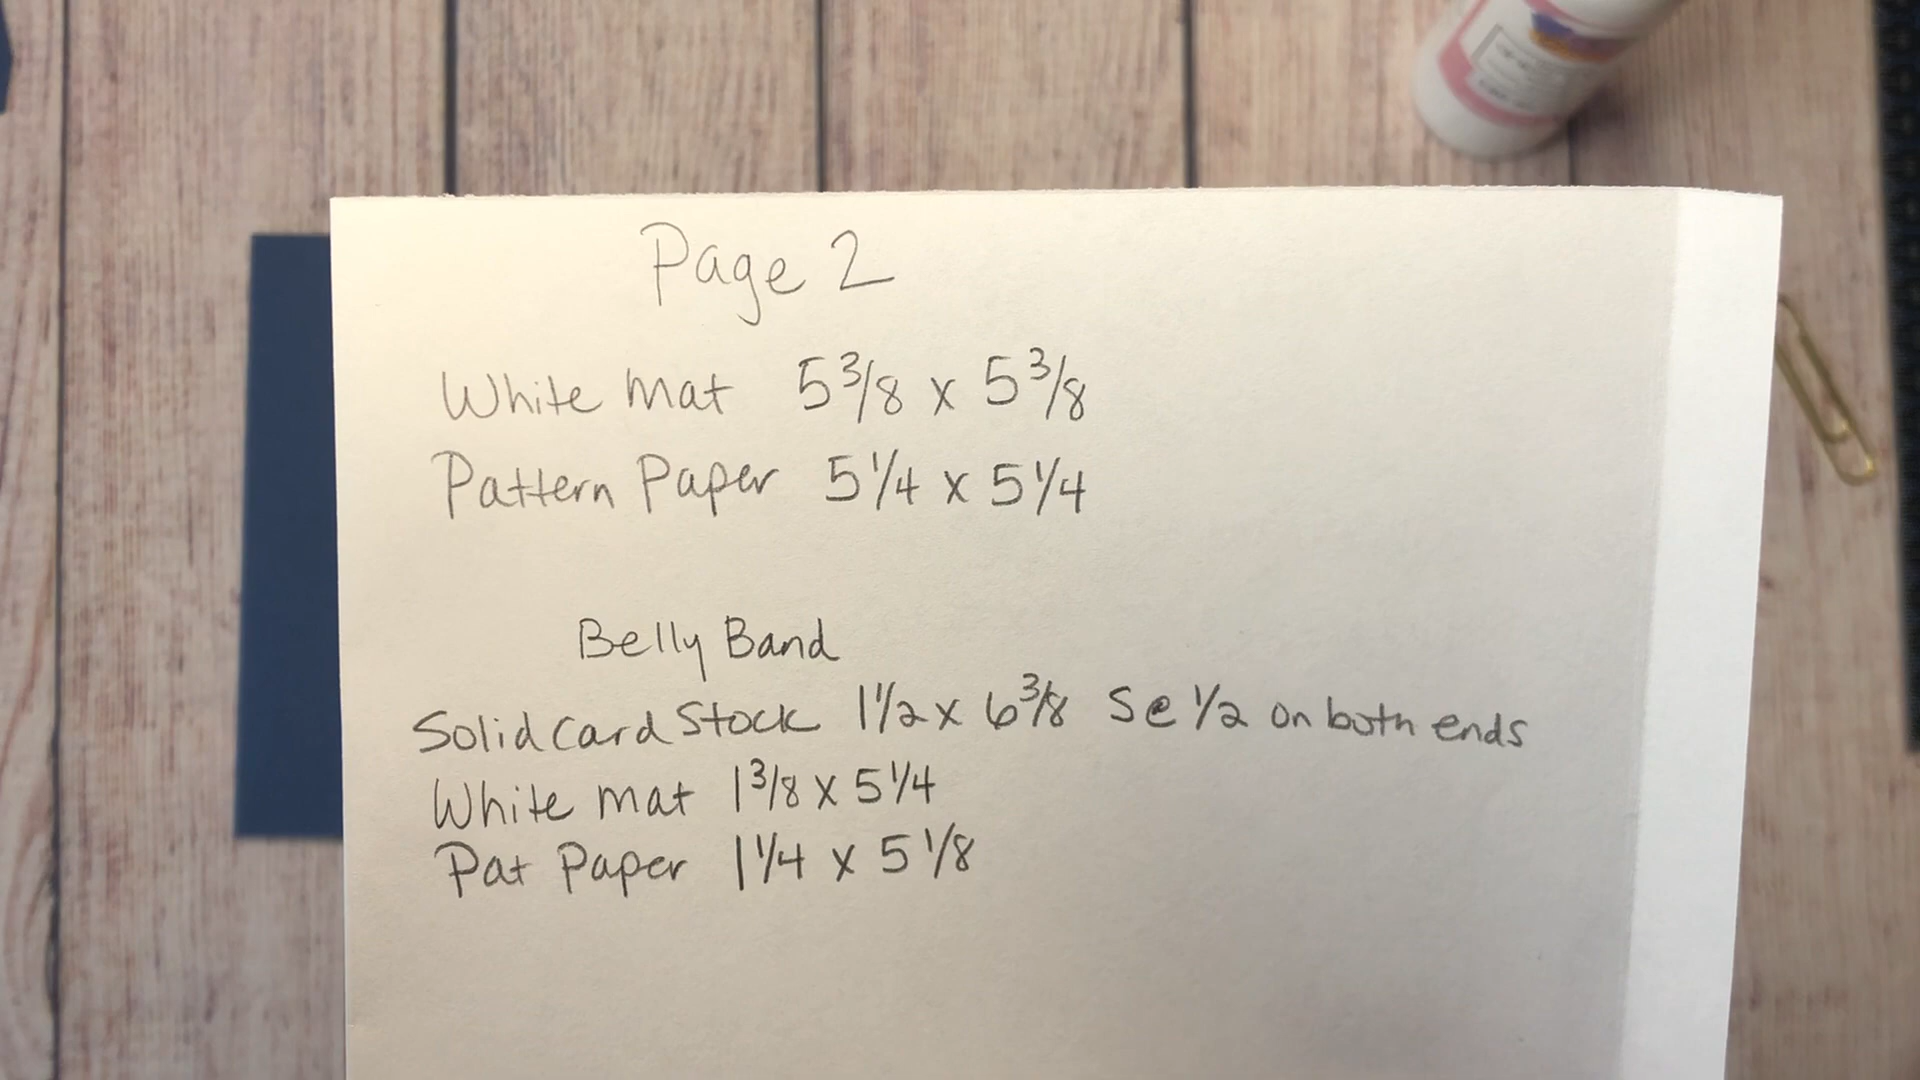 Page 2
White mat 5 3/8 x 5 3/8
Pattern Paper 5 1/4 x 5 1/4
Belly Band
Solid Card Stock 1 1/2 x 6 3/8 S@ 1/2 on both ends
White mat 1 3/8 x 5 1/4
Pat Paper 1 1/4 x 5 1/8